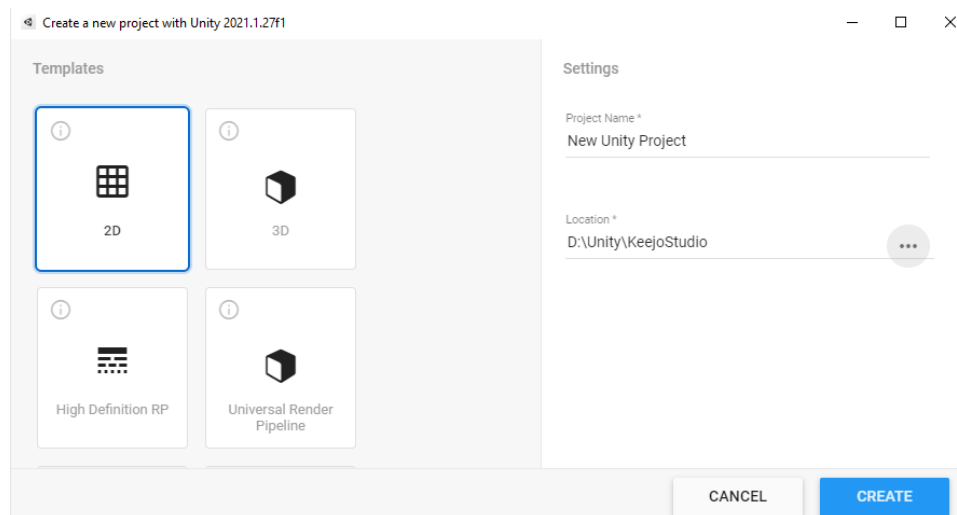 Create a new project with Unity 2021.1.27f1
Templates
2D
3D
High Definition RP
Universal Render
Pipeline
Settings
Project Name *
New Unity Project
Location *
D:\Unity\KeejoStudio
CANCEL
CREATE